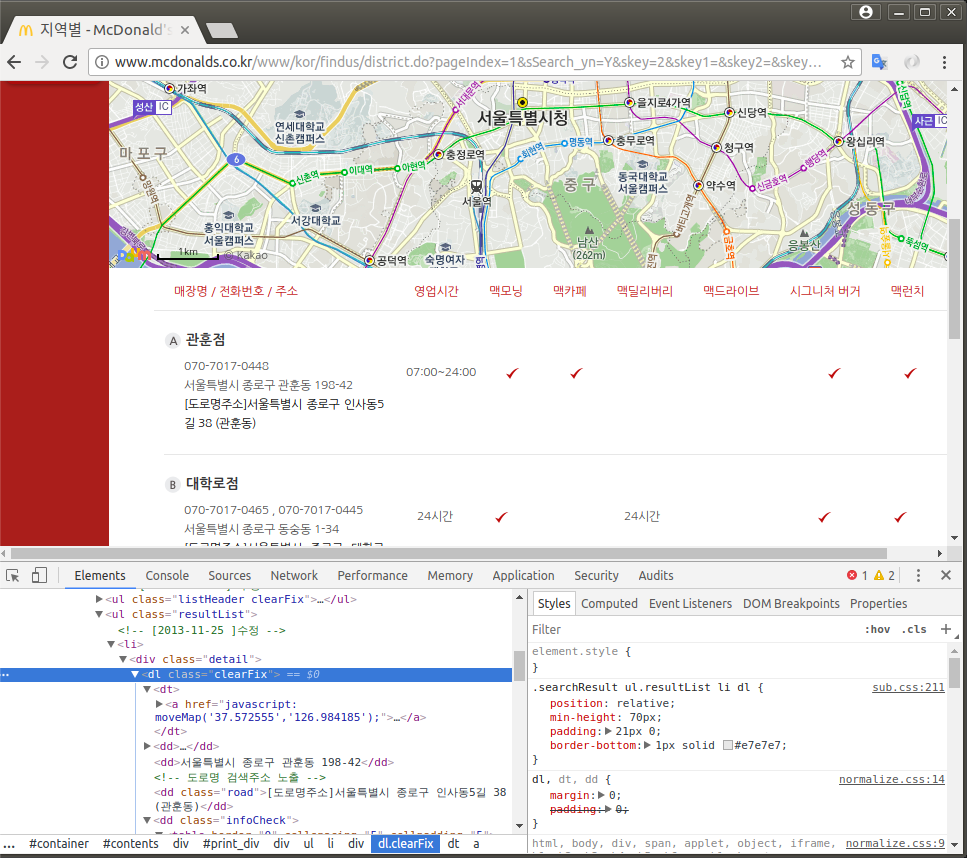 지역별 - McDonald's
www.mcdonalds.co.kr/www/kor/findus/district.do?pageIndex=1&sSearch_yn=Y&skey=2&skey1=&skey2=&skey...
가좌역
서대문역
을지로4가역
신당역
성산 IC
연세대학교
신촌캠퍼스
서울특별시청
사근 IC
마포구
충정로역
회현역
명동역
충무로역
청구역
왕십리역
행당역
6
신촌역
이대역
아현역
동국대학교
서울캠퍼스
신금호역
망원역
서울역
중구
약수역
서강대학교
버티고개역
성동구
홍익대학교
서울캠퍼스
남산
(262m)
금호역
응봉산
뚝섬역
1km
© Kakao
공덕역
숙명여자
매장명 / 전화번호 / 주소 영업시간 맥모닝 맥카페 맥딜리버리 맥드라이브 시그니처 버거 맥런치
A 관훈점
070-7017-0448
서울특별시 종로구 관훈동 198-42
[도로명주소]서울특별시 종로구 인사동5
길 38 (관훈동)
07:00~24:00
B 대학로점
070-7017-0465 , 070-7017-0445
서울특별시 종로구 동숭동 1-34
24시간 24시간
Elements Console Sources Network Performance Memory Application Security Audits 1 2
<ul class="listHeader clearFix">…</ul>
<ul class="resultList">
<!-- [2013-11-25 ]수정 -->
<li>
<div class="detail">
<dl class="clearFix"> == $0
<dt>
<a href="javascript:
moveMap('37.572555','126.984185');">…</a>
</dt>
<dd>…</dd>
<dd>서울특별시 종로구 관훈동 198-42</dd>
<!-- 도로명 검색주소 노출 -->
<dd class="road">[도로명주소]서울특별시 종로구 인사동5길 38
(관훈동)</dd>
<dd class="infoCheck">
... #container #contents div #print_div div ul li div dl.clearFix dt a
Styles Computed Event Listeners DOM Breakpoints Properties
Filter :hov .cls +
element.style {
}
.searchResult ul.resultList li dl { sub.css:211
position: relative;
min-height: 70px;
padding: 21px 0;
border-bottom: 1px solid #e7e7e7;
}
dl, dt, dd { normalize.css:14
margin: 0;
padding: 0;
}
html, body, div, span, applet, object, iframe, normalize.css:9